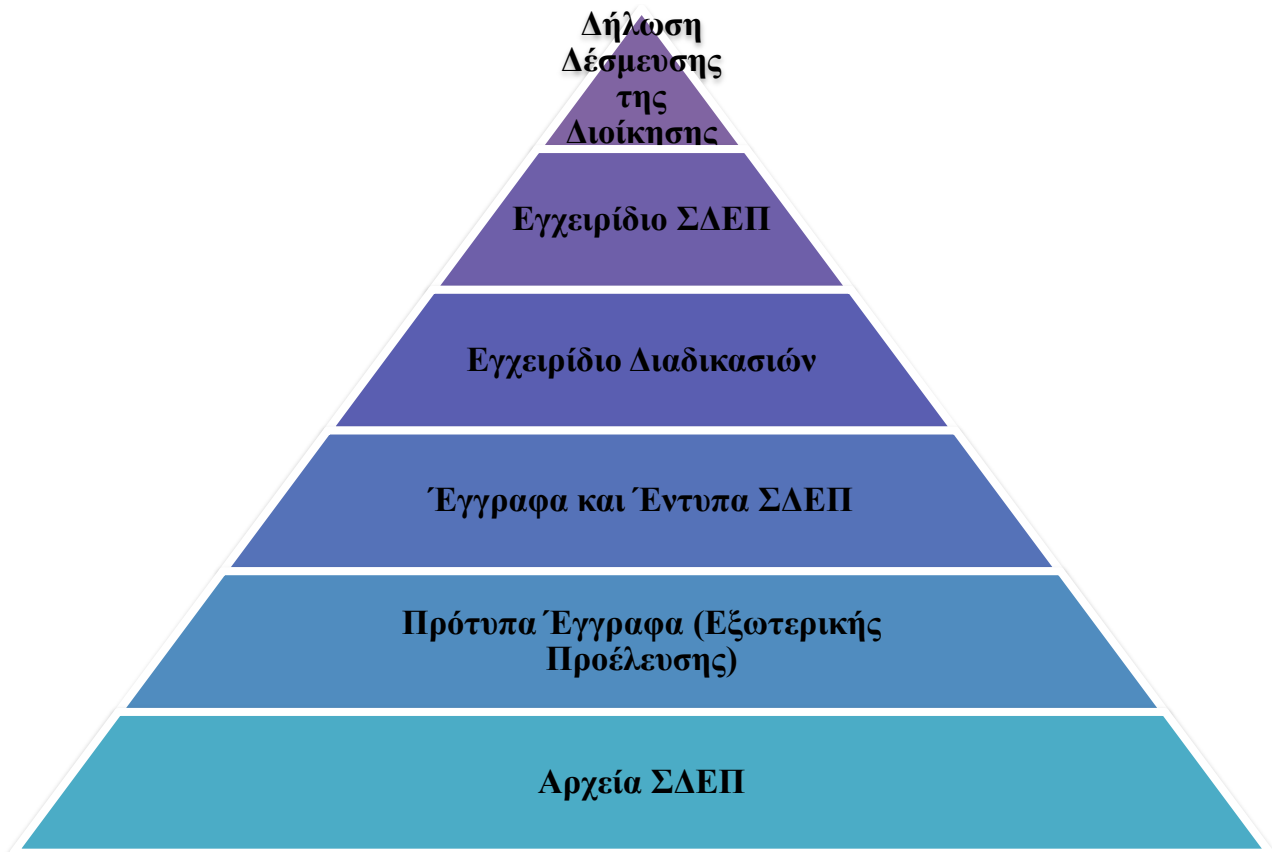 Δήλωση
Δέσμευσης
της
Διοίκησης
Εγχειρίδιο ΣΔΕΠ
Εγχειρίδιο Διαδικασιών
Έγγραφα και Έντυπα ΣΔΕΠ
Πρότυπα Έγγραφα (Εξωτερικής
Προέλευσης)
Αρχεία ΣΔΕΠ